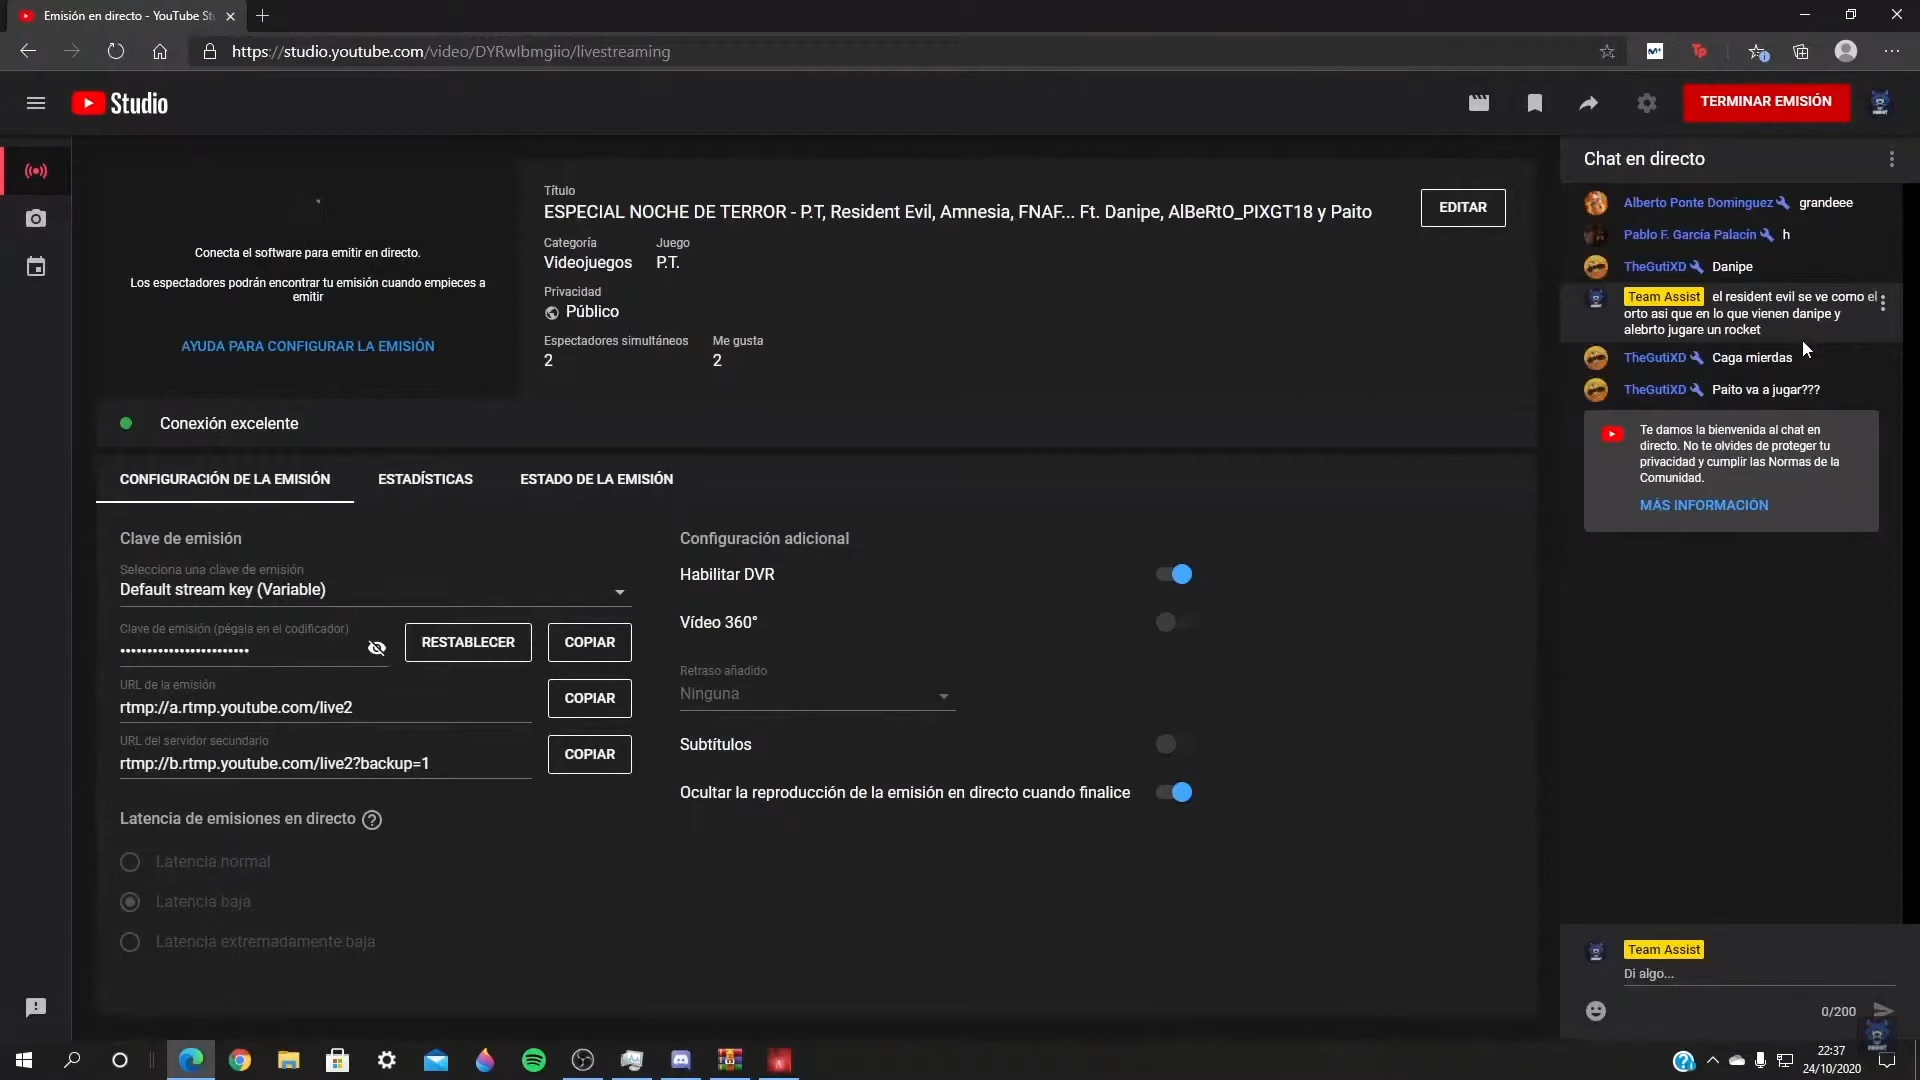 Emisión en directo - YouTube St
https://studio.youtube.com/video/DYRwlbmgiio/livestreaming
Studio
TERMINAR EMISIÓN
Conecta el software para emitir en directo.
Los espectadores podrán encontrar tu emisión cuando empieces a
emitir
AYUDA PARA CONFIGURAR LA EMISIÓN
Título
ESPECIAL NOCHE DE TERROR - P.T, Resident Evil, Amnesia, FNAF... Ft. Danipe, AlBeRtO_PIXGT18 y Paito
EDITAR
Categoría
Juego
Videojuegos
P.T.
Privacidad
Público
Espectadores simultáneos
Me gusta
2
2
Conexión excelente
CONFIGURACIÓN DE LA EMISIÓN
ESTADÍSTICAS
ESTADO DE LA EMISIÓN
Clave de emisión
Selecciona una clave de emisión
Default stream key (Variable)
Clave de emisión (pégala en el codificador)
••••••••••••••••••••••••
RESTABLECER
COPIAR
URL de la emisión
rtmp://a.rtmp.youtube.com/live2
COPIAR
URL del servidor secundario
rtmp://b.rtmp.youtube.com/live2?backup=1
COPIAR
Latencia de emisiones en directo ?
Latencia normal
Latencia baja
Latencia extremadamente baja
Configuración adicional
Habilitar DVR
Vídeo 360°
Retraso añadido
Ninguna
Subtítulos
Ocultar la reproducción de la emisión en directo cuando finalice
Chat en directo
Alberto Ponte Dominguez grandeee
Pablo F. García Palacín h
TheGutiXD Danipe
Team Assist el resident evil se ve como el
orto asi que en lo que vienen danipe y
alebrto jugare un rocket
TheGutiXD Caga mierdas
TheGutiXD Paito va a jugar???
Te damos la bienvenida al chat en
directo. No te olvides de proteger tu
privacidad y cumplir las Normas de la
Comunidad.
MÁS INFORMACIÓN
Team Assist
Di algo...
0/200
22:37
24/10/2020